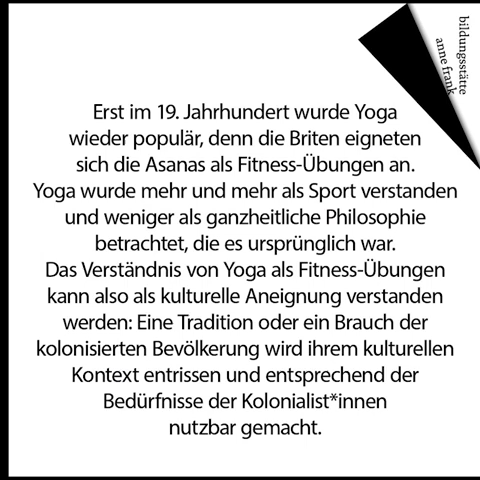 bildungsstätte
anne frank
Erst im 19. Jahrhundert wurde Yoga
wieder populär, denn die Briten eigneten
sich die Asanas als Fitness-Übungen an.
Yoga wurde mehr und mehr als Sport verstanden
und weniger als ganzheitliche Philosophie
betrachtet, die es ursprünglich war.
Das Verständnis von Yoga als Fitness-Übungen
kann also als kulturelle Aneignung verstanden
werden: Eine Tradition oder ein Brauch der
kolonisierten Bevölkerung wird ihrem kulturellen
Kontext entrissen und entsprechend der
Bedürfnisse der Kolonialist*innen
nutzbar gemacht.